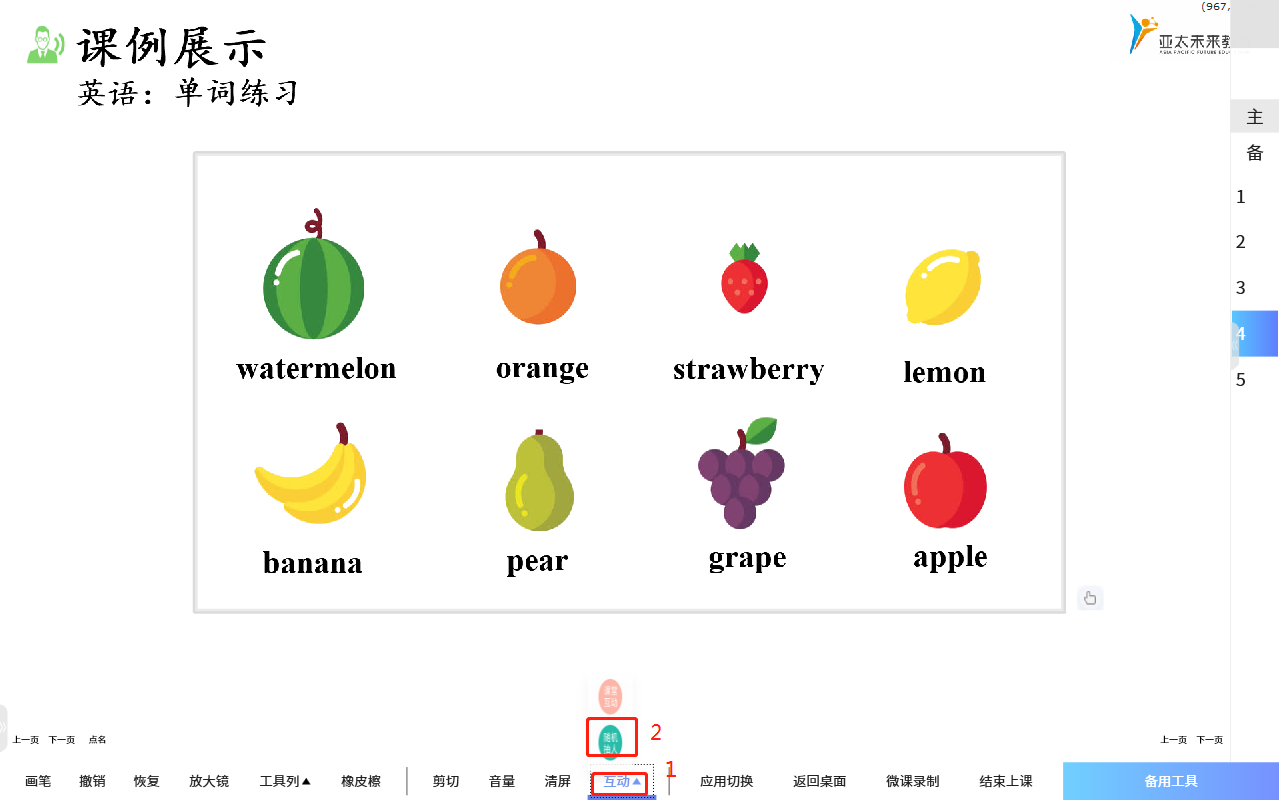 (967,
课例展示
亚太未来教
ASIA PACIFIC FUTURE EDU
英语：单词练习
主
备
1
2
3
4
5
watermelon orange strawberry lemon
banana pear grape apple
课堂
互动
随机
抽人
2
上一页 下一页 点名 上一页 下一页
1
画笔 撤销 恢复 放大镜 工具列▲ 橡皮檫 剪切 音量 清屏 互动▲ 应用切换 返回桌面 微课录制 结束上课 备用工具